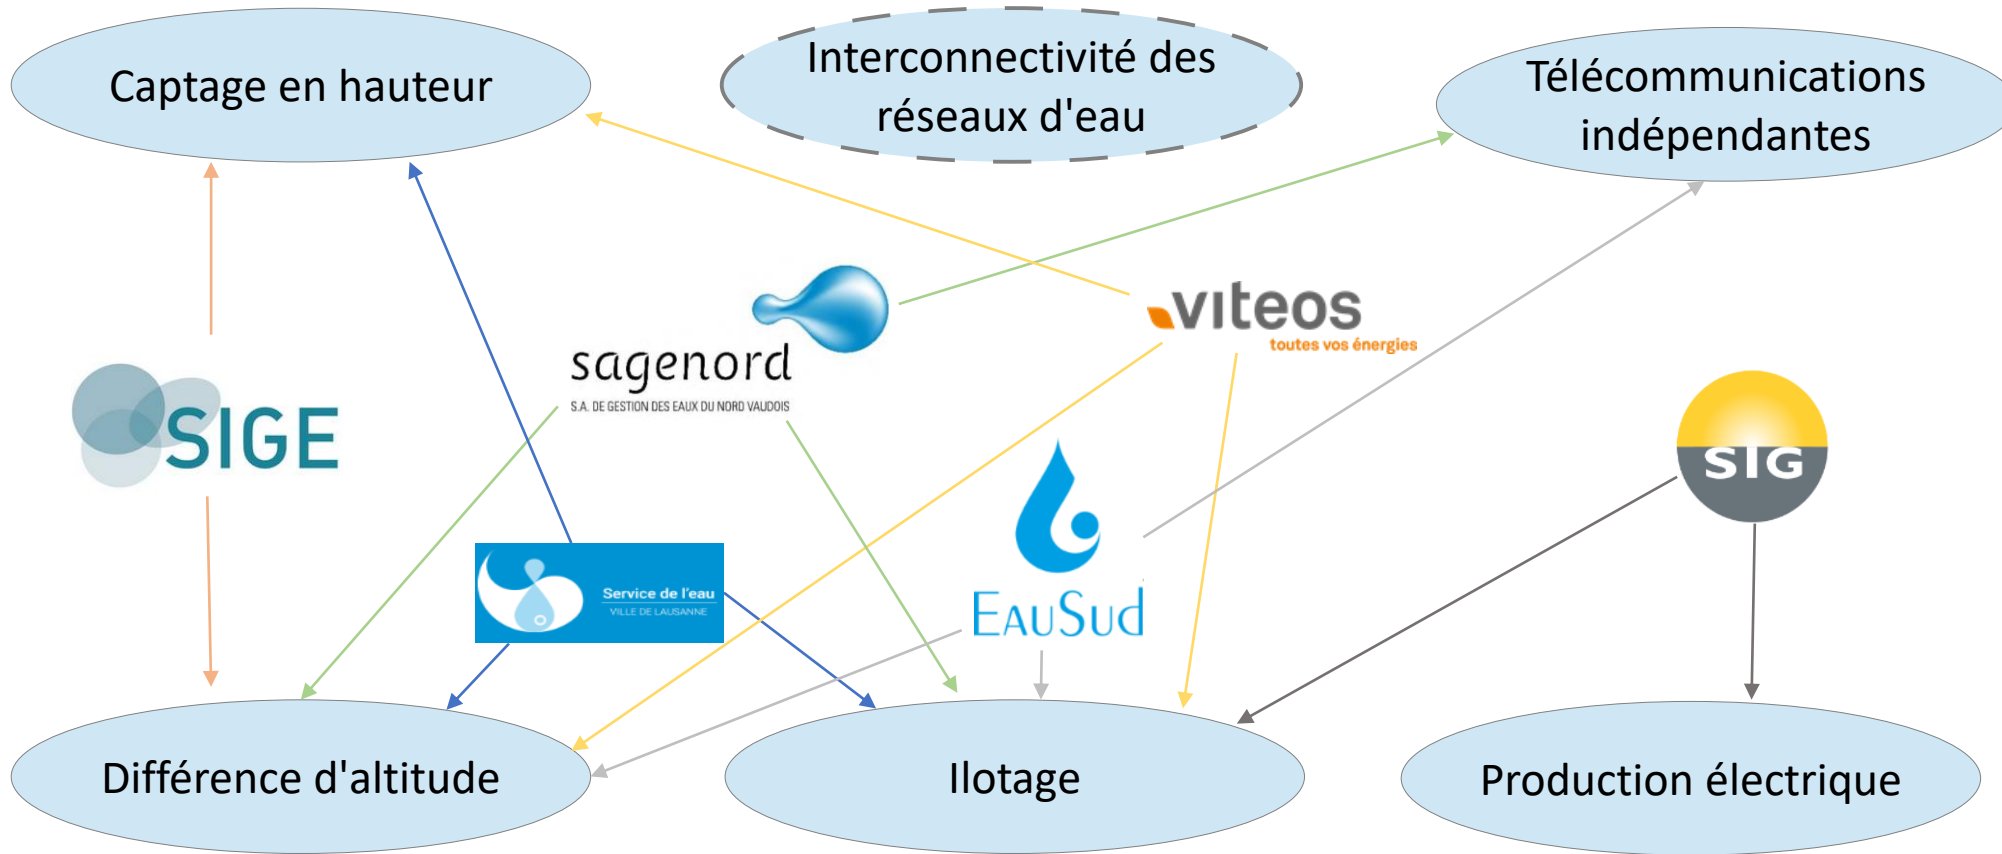 Captage en hauteur
Interconnectivité des
réseaux d'eau
Télécommunications
indépendantes
sagenord
S.A. DE GESTION DES EAUX DU NORD VAUDOIS
viteos
toutes vos énergies
SIGE
SIG
Service de l'eau
VILLE DE LAUSANNE
EAUSUD
Différence d'altitude
Ilotage
Production électrique